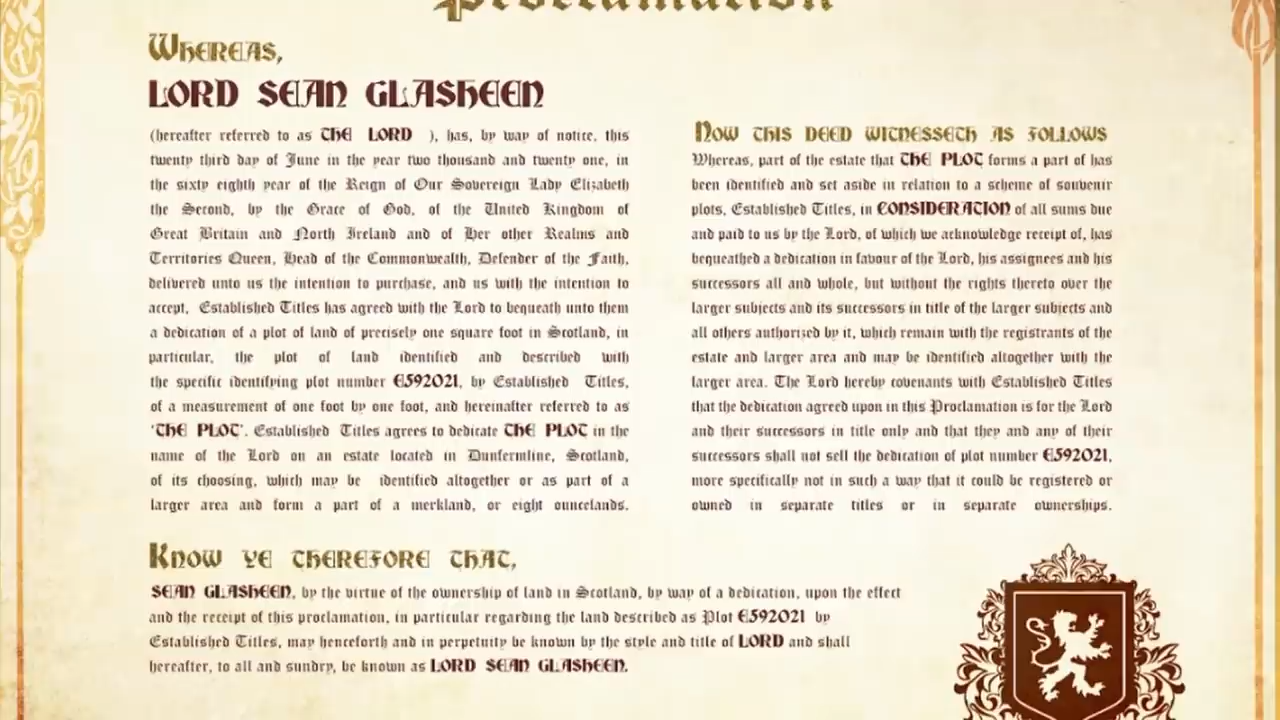 Proclamation
Whereas,
LORD SEAN GLASHEEN
(hereafter referred to as THE LORD ), has, by way of notice, this
twenty third day of June in the year two thousand and twenty one, in
the sixty eighth year of the Reign of Our Sovereign Lady Elizabeth
the Second, by the Grace of God, of the United Kingdom of
Great Britain and North Ireland and of Her other Realms and
Territories Queen, Head of the Commonwealth, Defender of the Faith,
delivered unto us the intention to purchase, and us with the intention to
accept, Established Titles has agreed with the Lord to bequeath unto them
a dedication of a plot of land of precisely one square foot in Scotland, in
particular, the plot of land identified and described with
the specific identifying plot number E592021, by Established Titles,
of a measurement of one foot by one foot, and hereinafter referred to as
'THE PLOT'. Established Titles agrees to dedicate THE PLOT in the
name of the Lord on an estate located in Dunfermline, Scotland,
of its choosing, which may be identified altogether or as part of a
larger area and form a part of a merkland, or eight ouncelands.
NOW THIS DEED WITNESSETH AS FOLLOWS
Whereas, part of the estate that THE PLOT forms a part of has
been identified and set aside in relation to a scheme of souvenir
plots, Established Titles, in CONSIDERATION of all sums due
and paid to us by the Lord, of which we acknowledge receipt of, has
bequeathed a dedication in favour of the Lord, his assignees and his
successors all and whole, but without the rights thereto over the
larger subjects and its successors in title of the larger subjects and
all others authorized by it, which remain with the registrants of the
estate and larger area and may be identified altogether with the
larger area. The Lord hereby covenants with Established Titles
that the dedication agreed upon in this Proclamation is for the Lord
and their successors in title only and that they and any of their
successors shall not sell the dedication of plot number E592021,
more specifically not in such a way that it could be registered or
owned in separate titles or in separate ownerships.
KNOW YE THEREFORE THAT,
SEAN GLASHEEN, by the virtue of the ownership of land in Scotland, by way of a dedication, upon the effect
and the receipt of this proclamation, in particular regarding the land described as Plot E592021 by
Established Titles, may henceforth and in perpetuity be known by the style and title of LORD and shall
hereafter, to all and sundry, be known as LORD SEAN GLASHEEN.